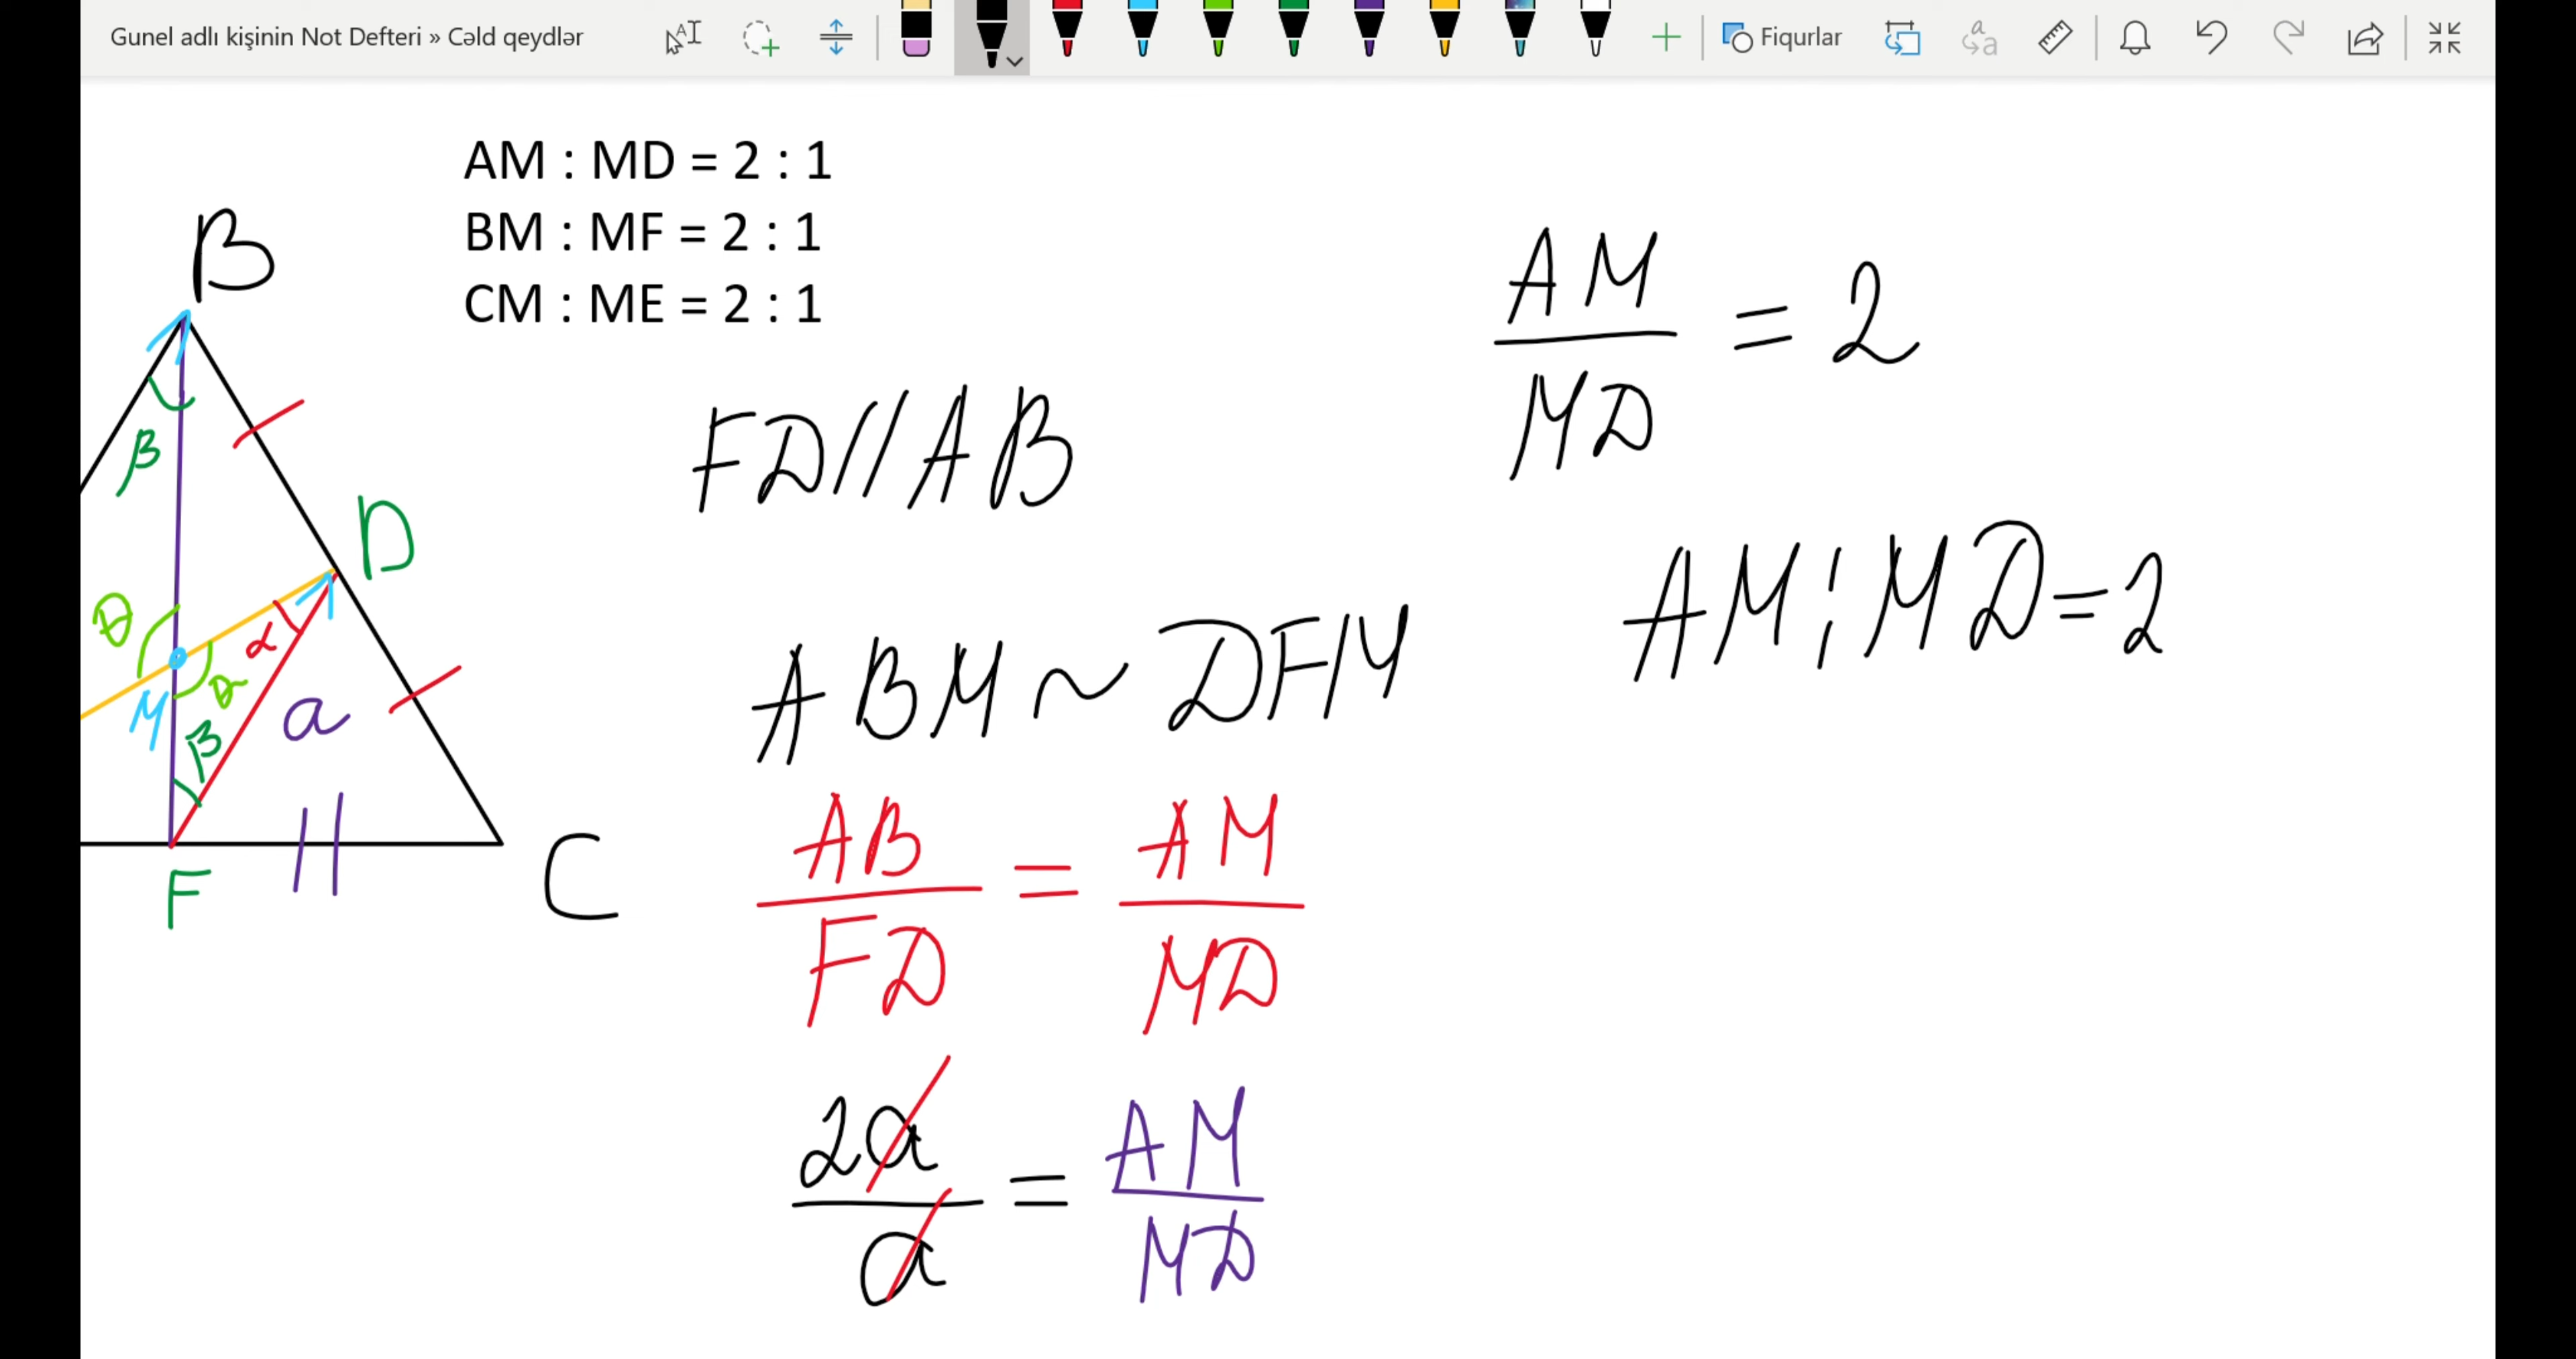 Gunel adlı kişinin Not Defteri » Cəld qeydlər
Fiqurlar
AM : MD = 2 : 1
BM : MF = 2 : 1
CM : ME = 2 : 1
B
β
D
θ
α
θ
M
β
a
F
C
FD//AB
ABM ~ DFM
AB/FD = AM/MD
2a/a = AM/MD
AM/MD = 2
AM:MD=2